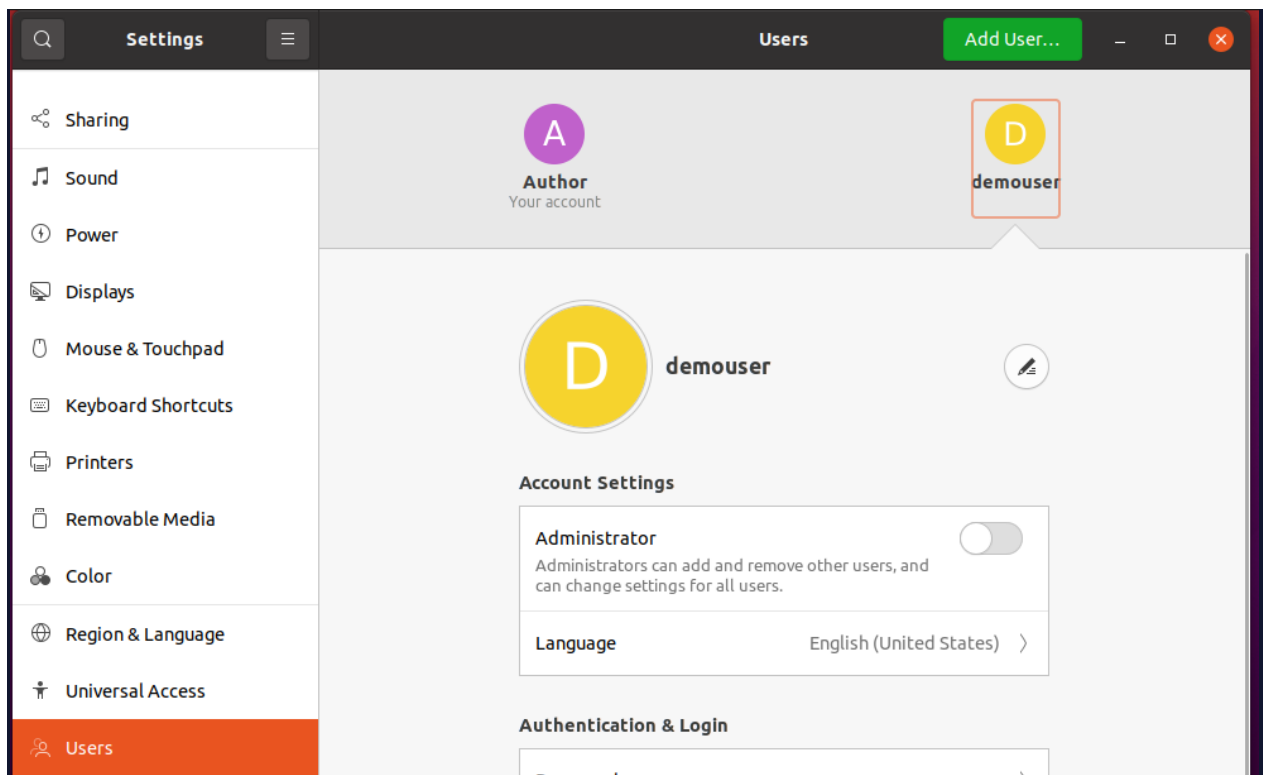 Settings
Users
Add User...
Sharing
Sound
Power
Displays
Mouse & Touchpad
Keyboard Shortcuts
Printers
Removable Media
Color
Region & Language
Universal Access
Users
A
Author
Your account
D
demouser
D
demouser
Account Settings
Administrator
Administrators can add and remove other users, and
can change settings for all users.
Language English (United States)
Authentication & Login